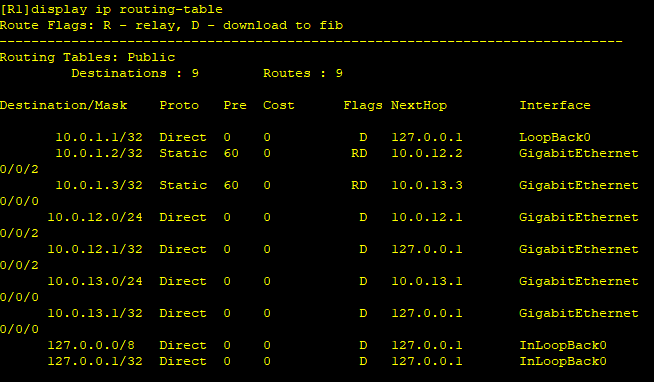 [R1]display ip routing-table
Route Flags: R - relay, D - download to fib
------------------------------------------------------------------------------
Routing Tables: Public
         Destinations : 9        Routes : 9
Destination/Mask    Proto   Pre  Cost      Flags NextHop         Interface
       10.0.1.1/32  Direct  0    0           D   127.0.0.1       LoopBack0
       10.0.1.2/32  Static  60   0          RD   10.0.12.2       GigabitEthernet
0/0/2
       10.0.1.3/32  Static  60   0          RD   10.0.13.3       GigabitEthernet
0/0/0
      10.0.12.0/24  Direct  0    0           D   10.0.12.1       GigabitEthernet
0/0/2
      10.0.12.1/32  Direct  0    0           D   127.0.0.1       GigabitEthernet
0/0/2
      10.0.13.0/24  Direct  0    0           D   10.0.13.1       GigabitEthernet
0/0/0
      10.0.13.1/32  Direct  0    0           D   127.0.0.1       GigabitEthernet
0/0/0
      127.0.0.0/8   Direct  0    0           D   127.0.0.1       InLoopBack0
      127.0.0.1/32  Direct  0    0           D   127.0.0.1       InLoopBack0